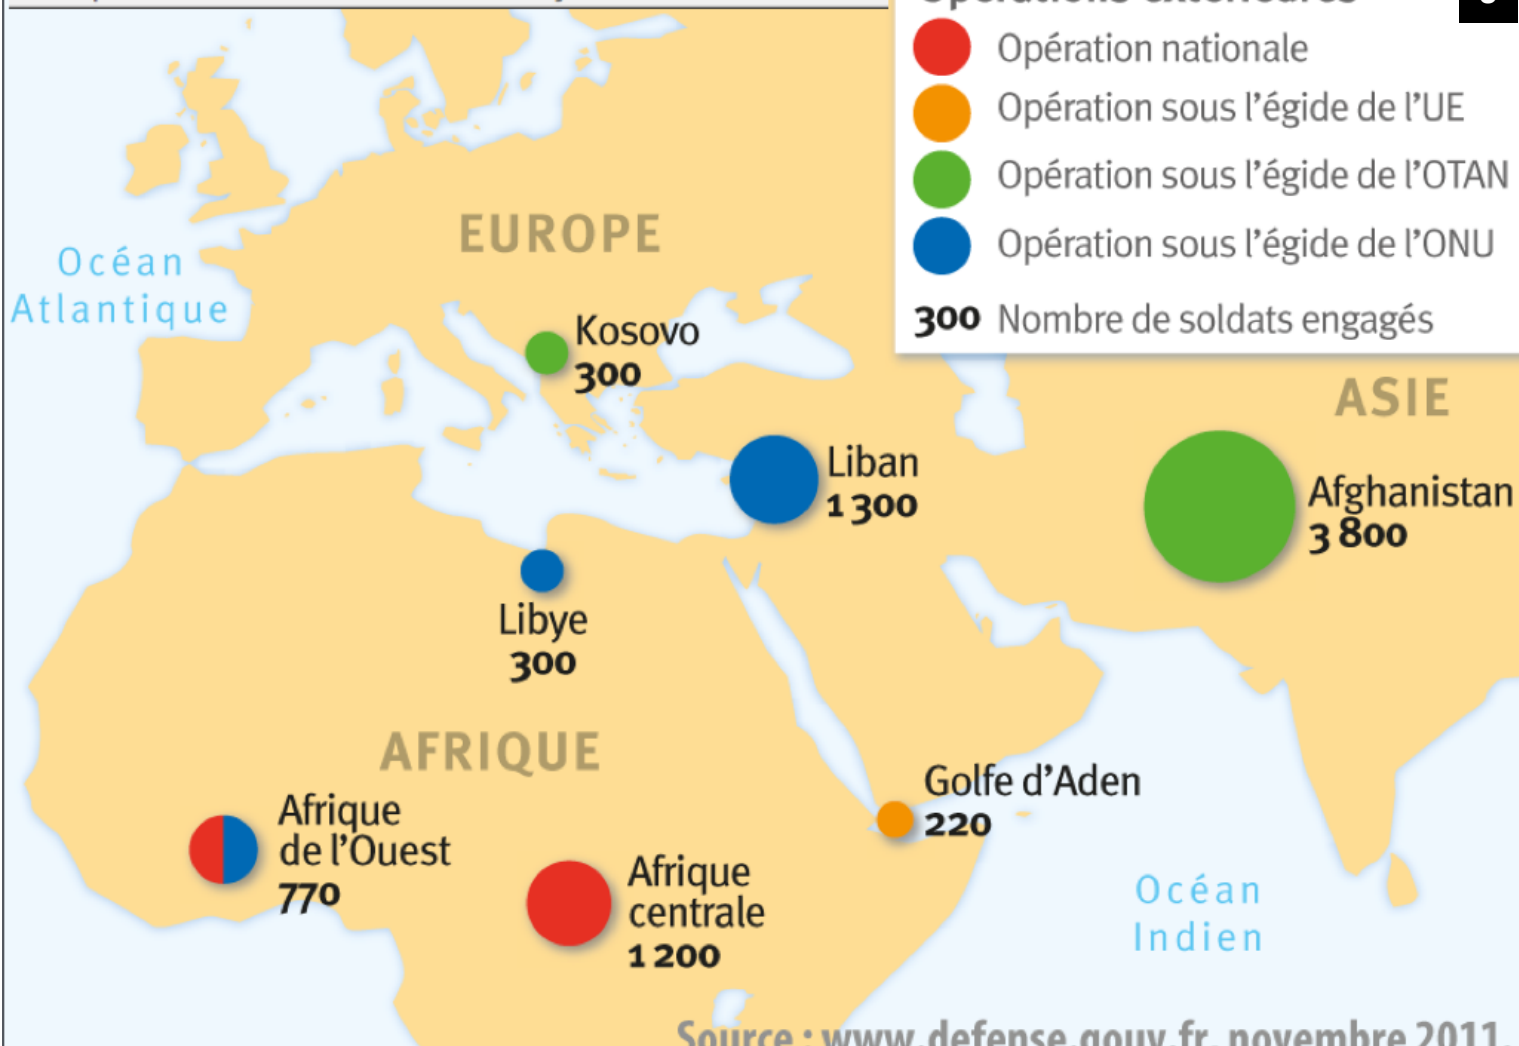 Opérations extérieures
Opération nationale
Opération sous l'égide de l'UE
Opération sous l'égide de l'OTAN
Opération sous l'égide de l'ONU
300 Nombre de soldats engagés
EUROPE
Océan
Atlantique
Kosovo
300
ASIE
Liban
1 300
Afghanistan
3 800
Libye
300
AFRIQUE
Golfe d'Aden
220
Afrique
de l'Ouest
770
Afrique
centrale
1 200
Océan
Indien
Source : www.defense.gouv.fr, novembre 2011.